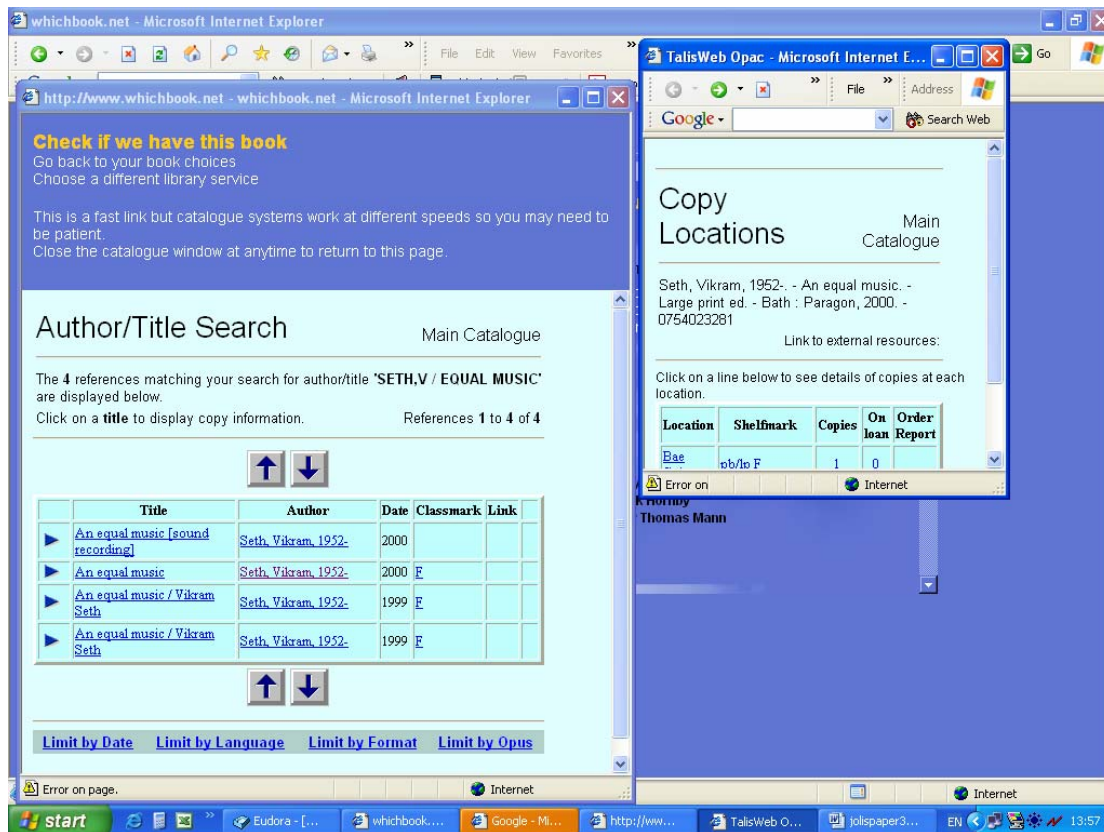 whichbook.net - Microsoft Internet Explorer
File Edit View Favorites »
Go
http://www.whichbook.net - whichbook.net - Microsoft Internet Explorer
Check if we have this book
Go back to your book choices
Choose a different library service
This is a fast link but catalogue systems work at different speeds so you may need to
be patient.
Close the catalogue window at anytime to return to this page.
Author/Title Search
Main Catalogue
The 4 references matching your search for author/title 'SETH,V / EQUAL MUSIC'
are displayed below.
Click on a title to display copy information. References 1 to 4 of 4
Title Author Date Classmark Link
An equal music [sound
recording] Seth, Vikram, 1952- 2000
An equal music Seth, Vikram, 1952- 2000 F
An equal music / Vikram
Seth Seth, Vikram, 1952- 1999 F
An equal music / Vikram
Seth Seth, Vikram, 1952- 1999 F
Limit by Date Limit by Language Limit by Format Limit by Opus
Error on page. Internet
TalisWeb Opac - Microsoft Internet E...
» File » Address
Google Search Web
Copy
Locations
Main
Catalogue
Seth, Vikram, 1952-. - An equal music. -
Large print ed. - Bath : Paragon, 2000. -
0754023281
Link to external resources:
Click on a line below to see details of copies at each
location.
Location Shelfmark Copies On
loan Order
Report
Bae
pb/lp F 1 0
Error on Internet
Hornby
Thomas Mann
Internet
start » Eudora - [... whichbook.... Google - Mi... http://ww... TalisWeb O... jolispaper3... EN 13:57